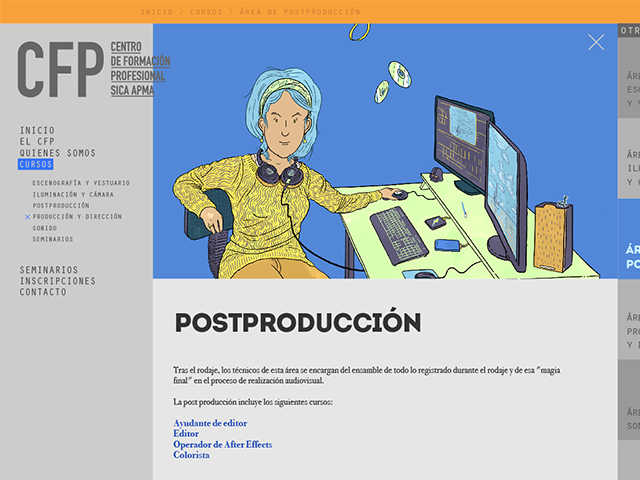 INICIO > CURSOS > ÁREA DE POSTPRODUCCIÓN
CFP
CENTRO
DE FORMACIÓN
PROFESIONAL
SICA APMA
INICIO
EL CFP
QUIENES SOMOS
CURSOS
ESCENOGRAFÍA Y VESTUARIO
ILUMINACIÓN Y CÁMARA
POSTPRODUCCIÓN
PRODUCCIÓN Y DIRECCIÓN
SONIDO
SEMINARIOS
SEMINARIOS
INSCRIPCIONES
CONTACTO
POSTPRODUCCIÓN
Tras el rodaje, los técnicos de esta área se encargan del ensamble de todo lo registrado durante el rodaje y de esa "magia
final" en el proceso de realización audiovisual.
La post producción incluye los siguientes cursos:
Ayudante de editor
Editor
Operador de After Effects
Colorista
OTR
ÁR
ESC
Y V
ÁR
ILU
Y C
ÁR
PO
ÁRE
PRO
Y D
ÁRE
SON